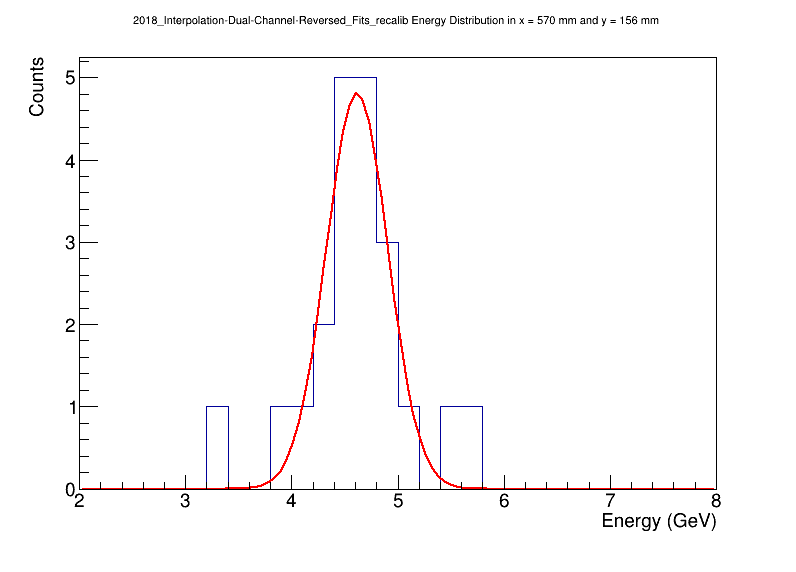 2018_Interpolation-Dual-Channel-Reversed_Fits_recalib Energy Distribution in x = 570 mm and y = 156 mm
Counts
5
4
3
2
1
0
2 3 4 5 6 7 8
Energy (GeV)